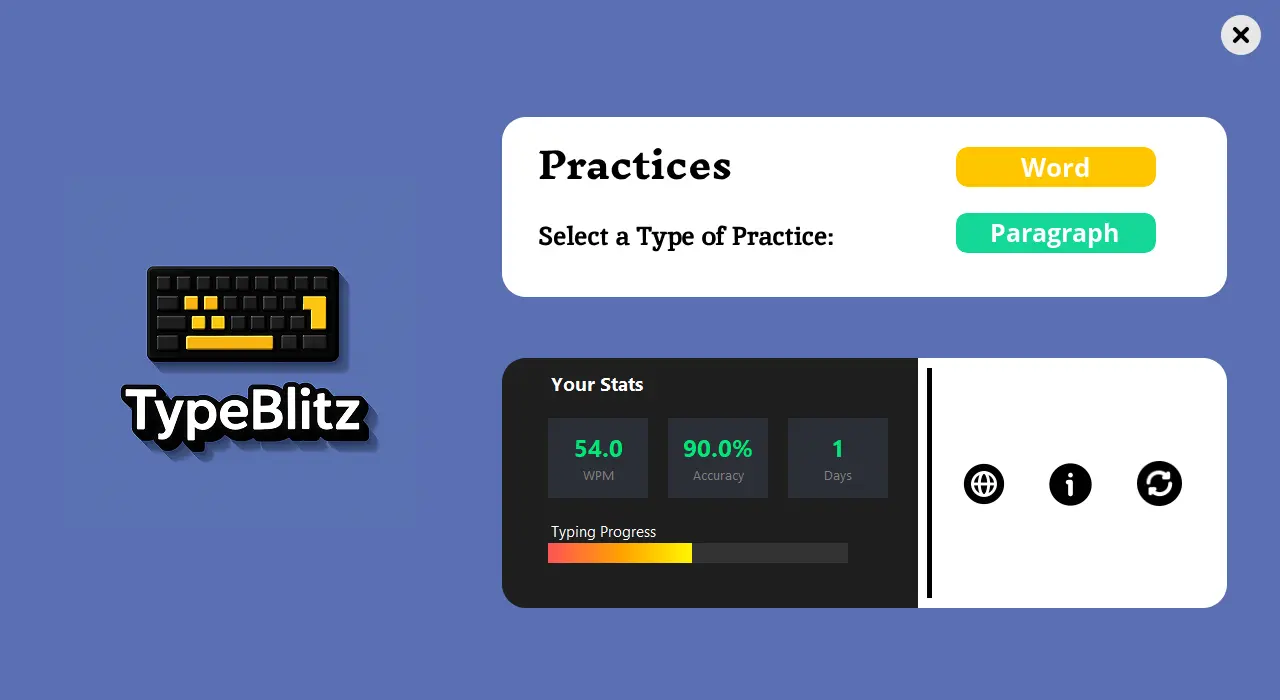 Practices
Word
Select a Type of Practice:
Paragraph
TypeBlitz
Your Stats
54.0
90.0%
1
WPM
Accuracy
Days
Typing Progress